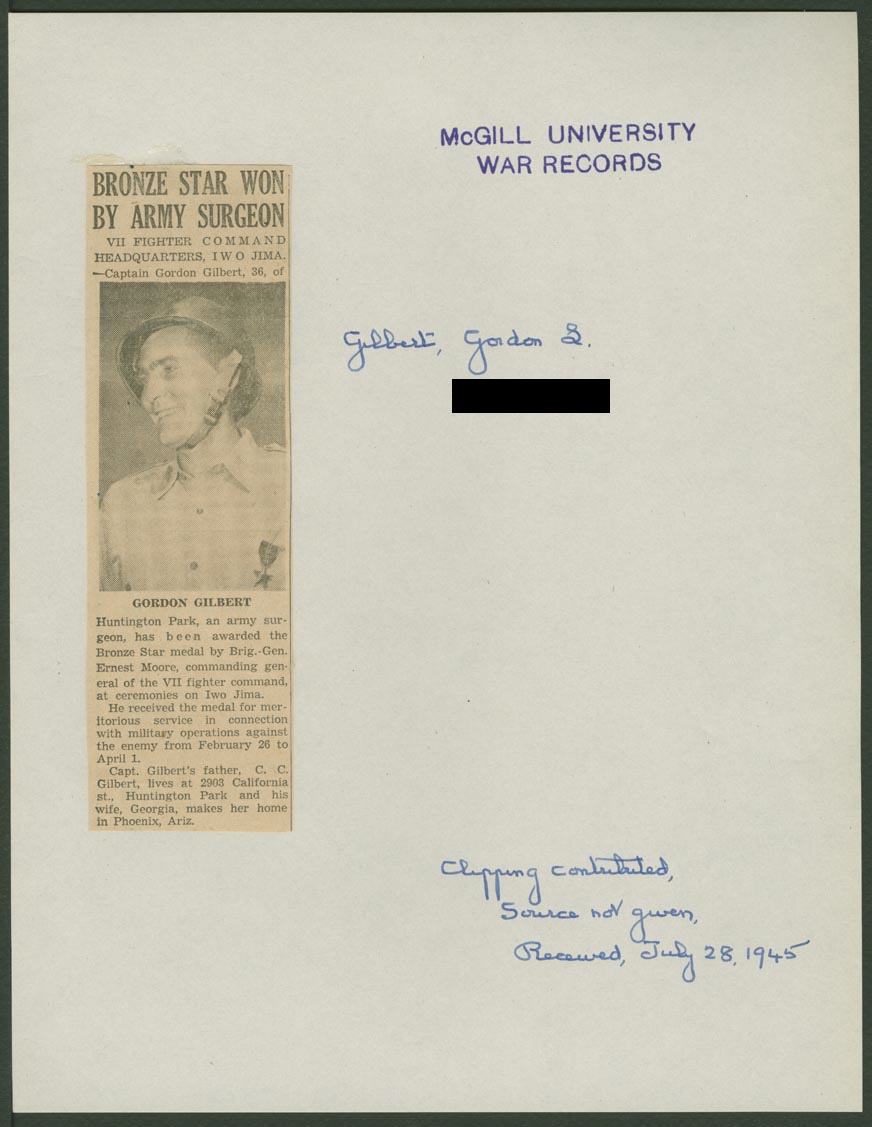 McGILL UNIVERSITY
WAR RECORDS
BRONZE STAR WON
BY ARMY SURGEON
VII FIGHTER COMMAND
HEADQUARTERS, IWO JIMA.
—Captain Gordon Gilbert, 36, of
GORDON GILBERT
Huntington Park, an army sur-
geon, has been awarded the
Bronze Star medal by Brig.-Gen.
Ernest Moore, commanding gen-
eral of the VII fighter command,
at ceremonies on Iwo Jima.
He received the medal for mer-
itorious service in connection
with military operations against
the enemy from February 26 to
April 1.
Capt. Gilbert's father, C. C.
Gilbert, lives at 2903 California
st., Huntington Park and his
wife, Georgia, makes her home
in Phoenix, Ariz.
Gilbert, Gordon
Clipping contributed,
Source not given,
Received, July 28, 1945